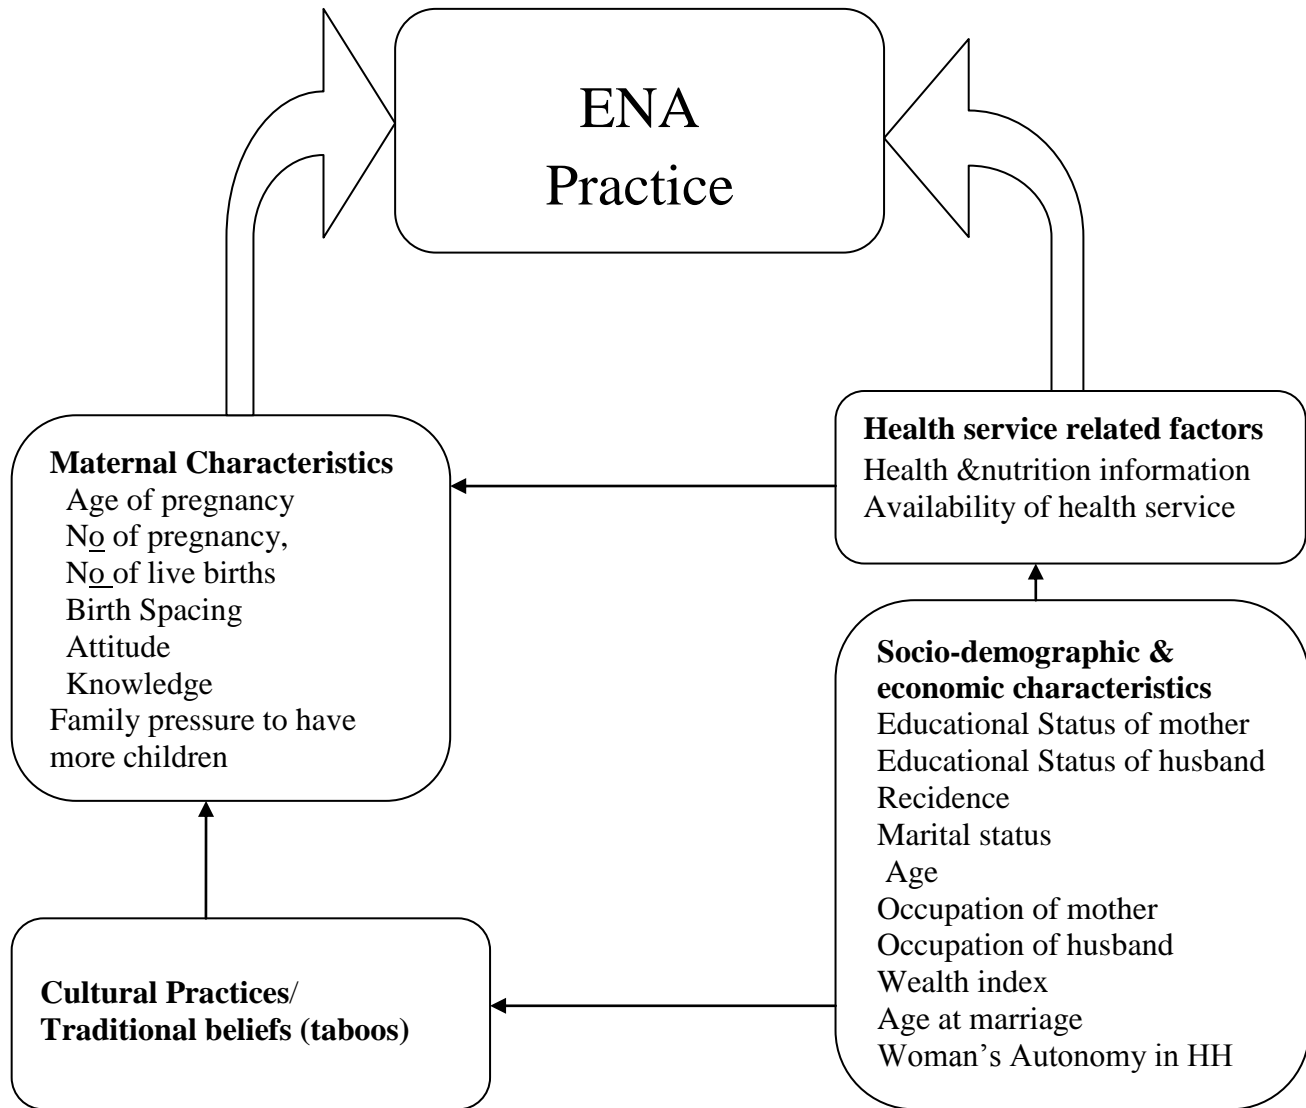 ENA
Practice
Maternal Characteristics
Age of pregnancy
No of pregnancy,
No of live births
Birth Spacing
Attitude
Knowledge
Family pressure to have
more children
Health service related factors
Health &nutrition information
Availability of health service
Socio-demographic &
economic characteristics
Educational Status of mother
Educational Status of husband
Recidence
Marital status
Age
Occupation of mother
Occupation of husband
Wealth index
Age at marriage
Woman’s Autonomy in HH
Cultural Practices/
Traditional beliefs (taboos)